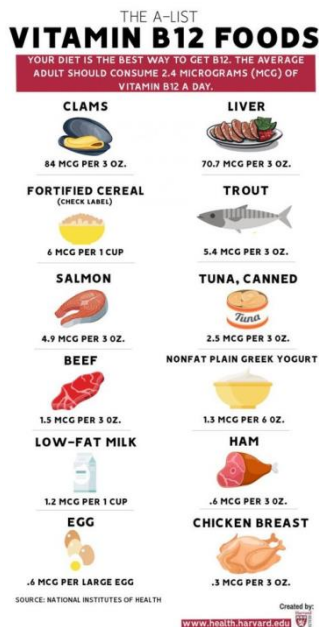 THE A-LIST
VITAMIN B12 FOODS
YOUR DIET IS THE BEST WAY TO GET B12. THE AVERAGE
ADULT SHOULD CONSUME 2.4 MICROGRAMS (MCG) OF
VITAMIN B12 A DAY.
CLAMS
84 MCG PER 3 OZ.
LIVER
70.7 MCG PER 3 OZ.
FORTIFIED CEREAL
(CHECK LABEL)
6 MCG PER 1 CUP
TROUT
5.4 MCG PER 3 OZ.
SALMON
4.9 MCG PER 3 OZ.
TUNA, CANNED
Tuna
2.5 MCG PER 3 OZ.
BEEF
1.5 MCG PER 3 OZ.
NONFAT PLAIN GREEK YOGURT
1.3 MCG PER 6 OZ.
LOW-FAT MILK
1.2 MCG PER 1 CUP
HAM
.6 MCG PER 3 OZ.
EGG
.6 MCG PER LARGE EGG
CHICKEN BREAST
.3 MCG PER 3 OZ.
SOURCE: NATIONAL INSTITUTES OF HEALTH
Created by:
www.health.harvard.edu